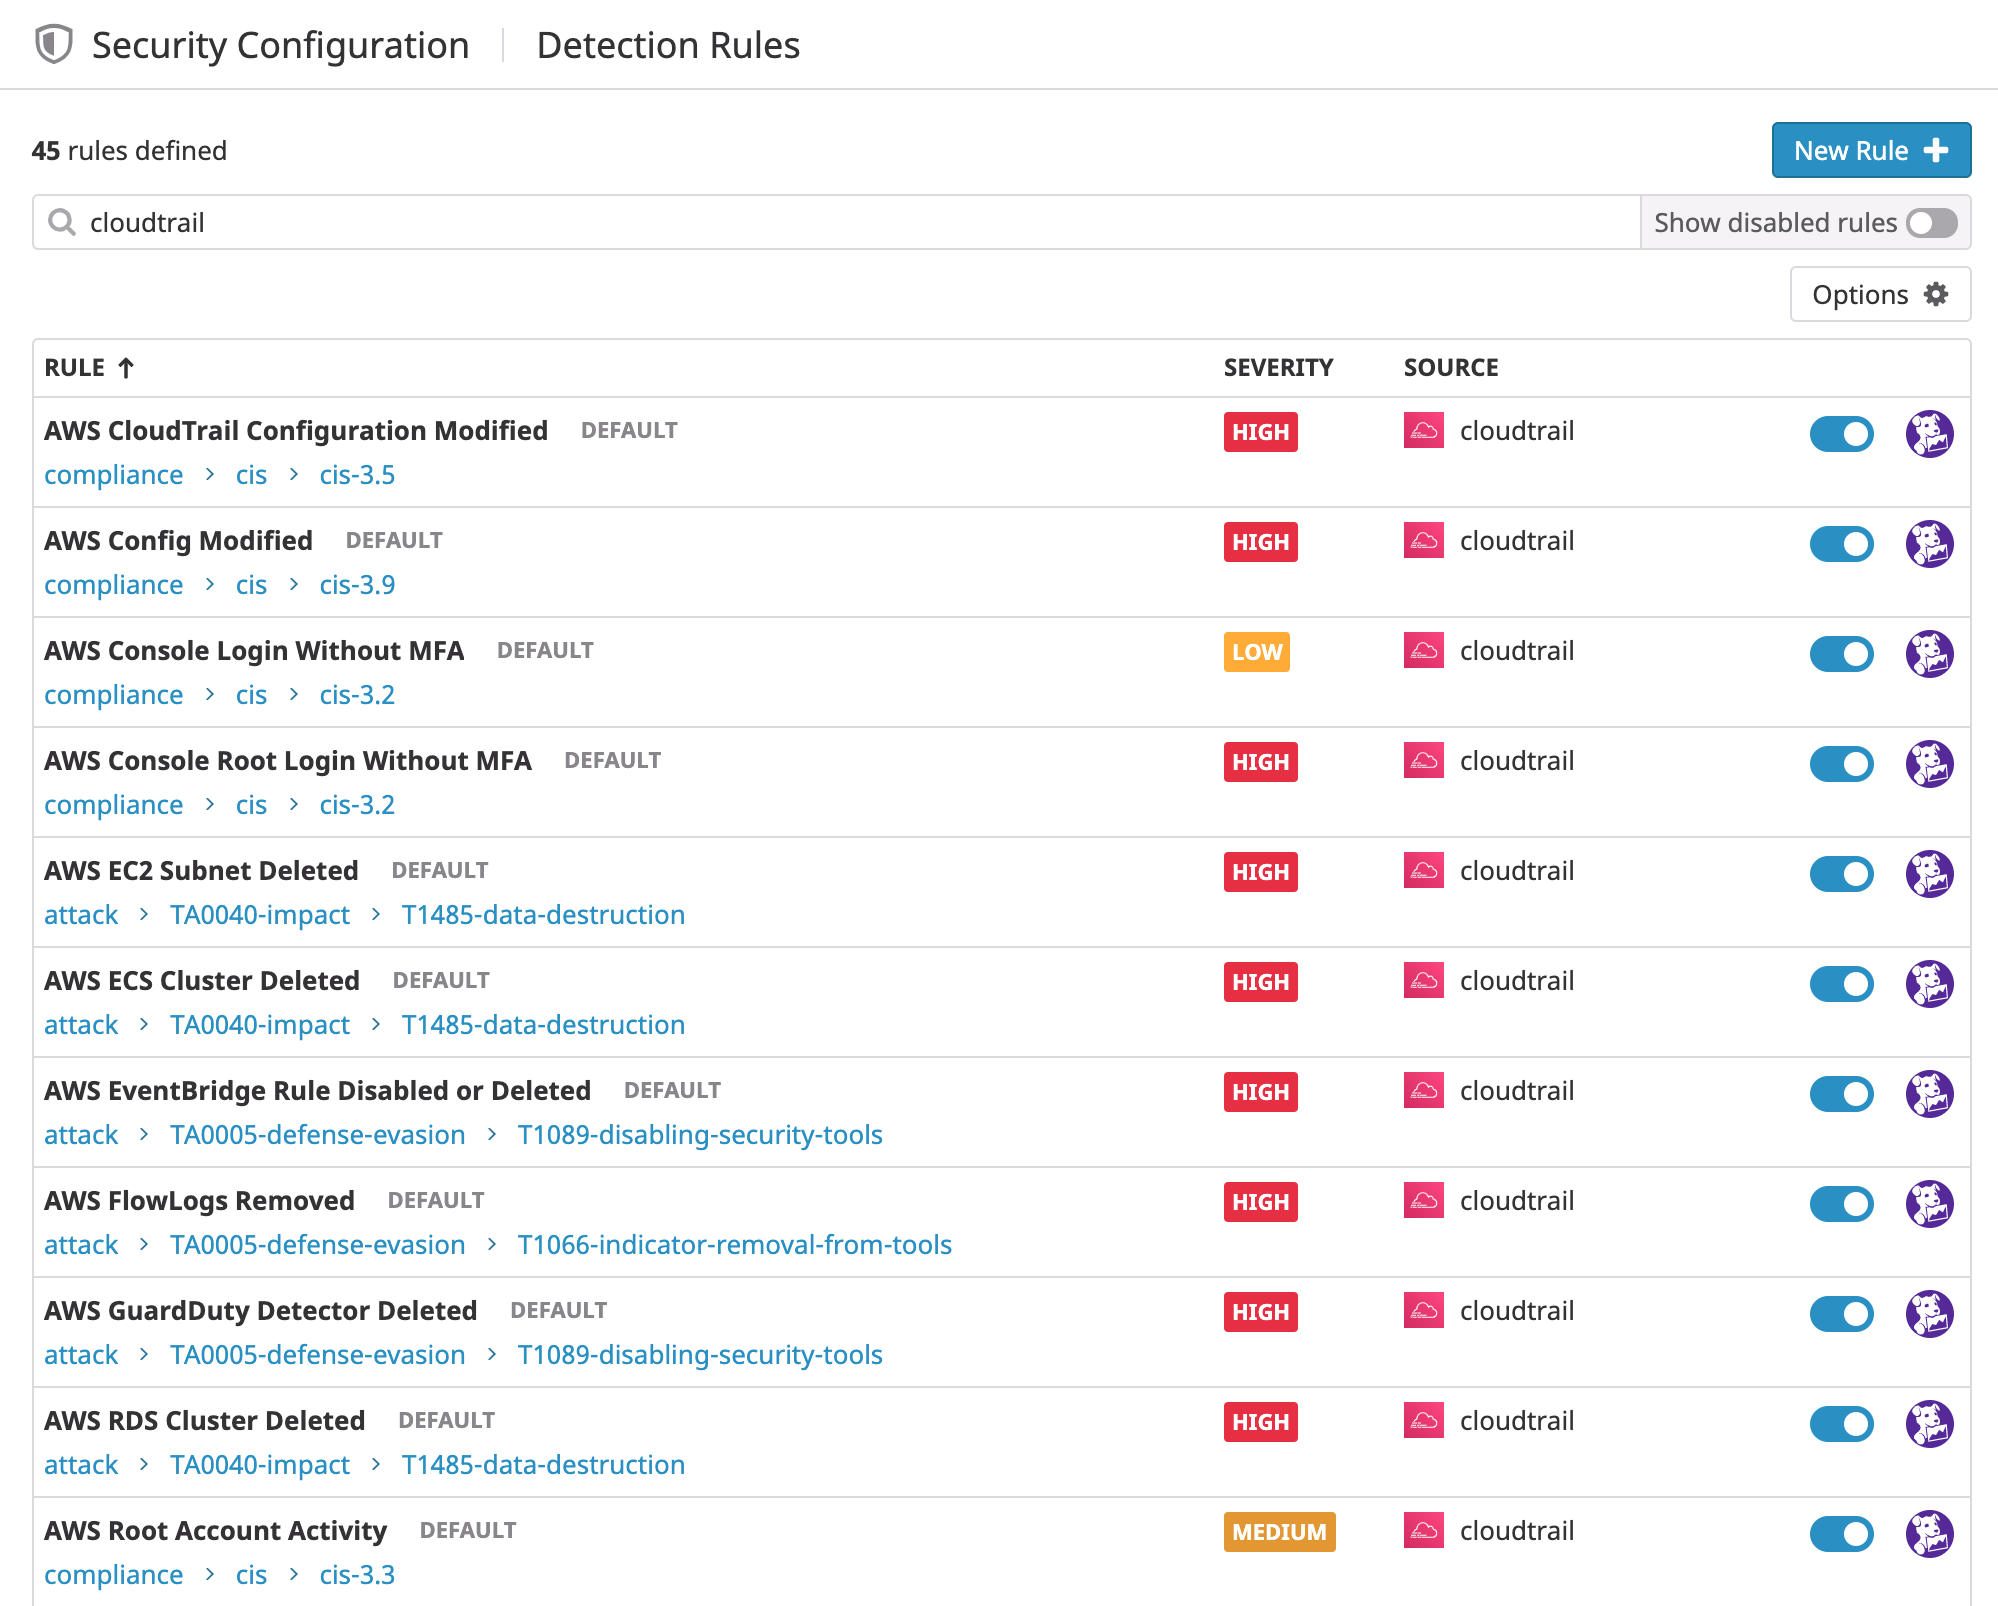 Security Configuration Detection Rules
45 rules defined
New Rule
cloudtrail
Show disabled rules
Options
RULE SEVERITY SOURCE
AWS CloudTrail Configuration Modified DEFAULT HIGH cloudtrail
compliance > cis > cis-3.5
AWS Config Modified DEFAULT HIGH cloudtrail
compliance > cis > cis-3.9
AWS Console Login Without MFA DEFAULT LOW cloudtrail
compliance > cis > cis-3.2
AWS Console Root Login Without MFA DEFAULT HIGH cloudtrail
compliance > cis > cis-3.2
AWS EC2 Subnet Deleted DEFAULT HIGH cloudtrail
attack > TA0040-impact > T1485-data-destruction
AWS ECS Cluster Deleted DEFAULT HIGH cloudtrail
attack > TA0040-impact > T1485-data-destruction
AWS EventBridge Rule Disabled or Deleted DEFAULT HIGH cloudtrail
attack > TA0005-defense-evasion > T1089-disabling-security-tools
AWS FlowLogs Removed DEFAULT HIGH cloudtrail
attack > TA0005-defense-evasion > T1066-indicator-removal-from-tools
AWS GuardDuty Detector Deleted DEFAULT HIGH cloudtrail
attack > TA0005-defense-evasion > T1089-disabling-security-tools
AWS RDS Cluster Deleted DEFAULT HIGH cloudtrail
attack > TA0040-impact > T1485-data-destruction
AWS Root Account Activity DEFAULT MEDIUM cloudtrail
compliance > cis > cis-3.3